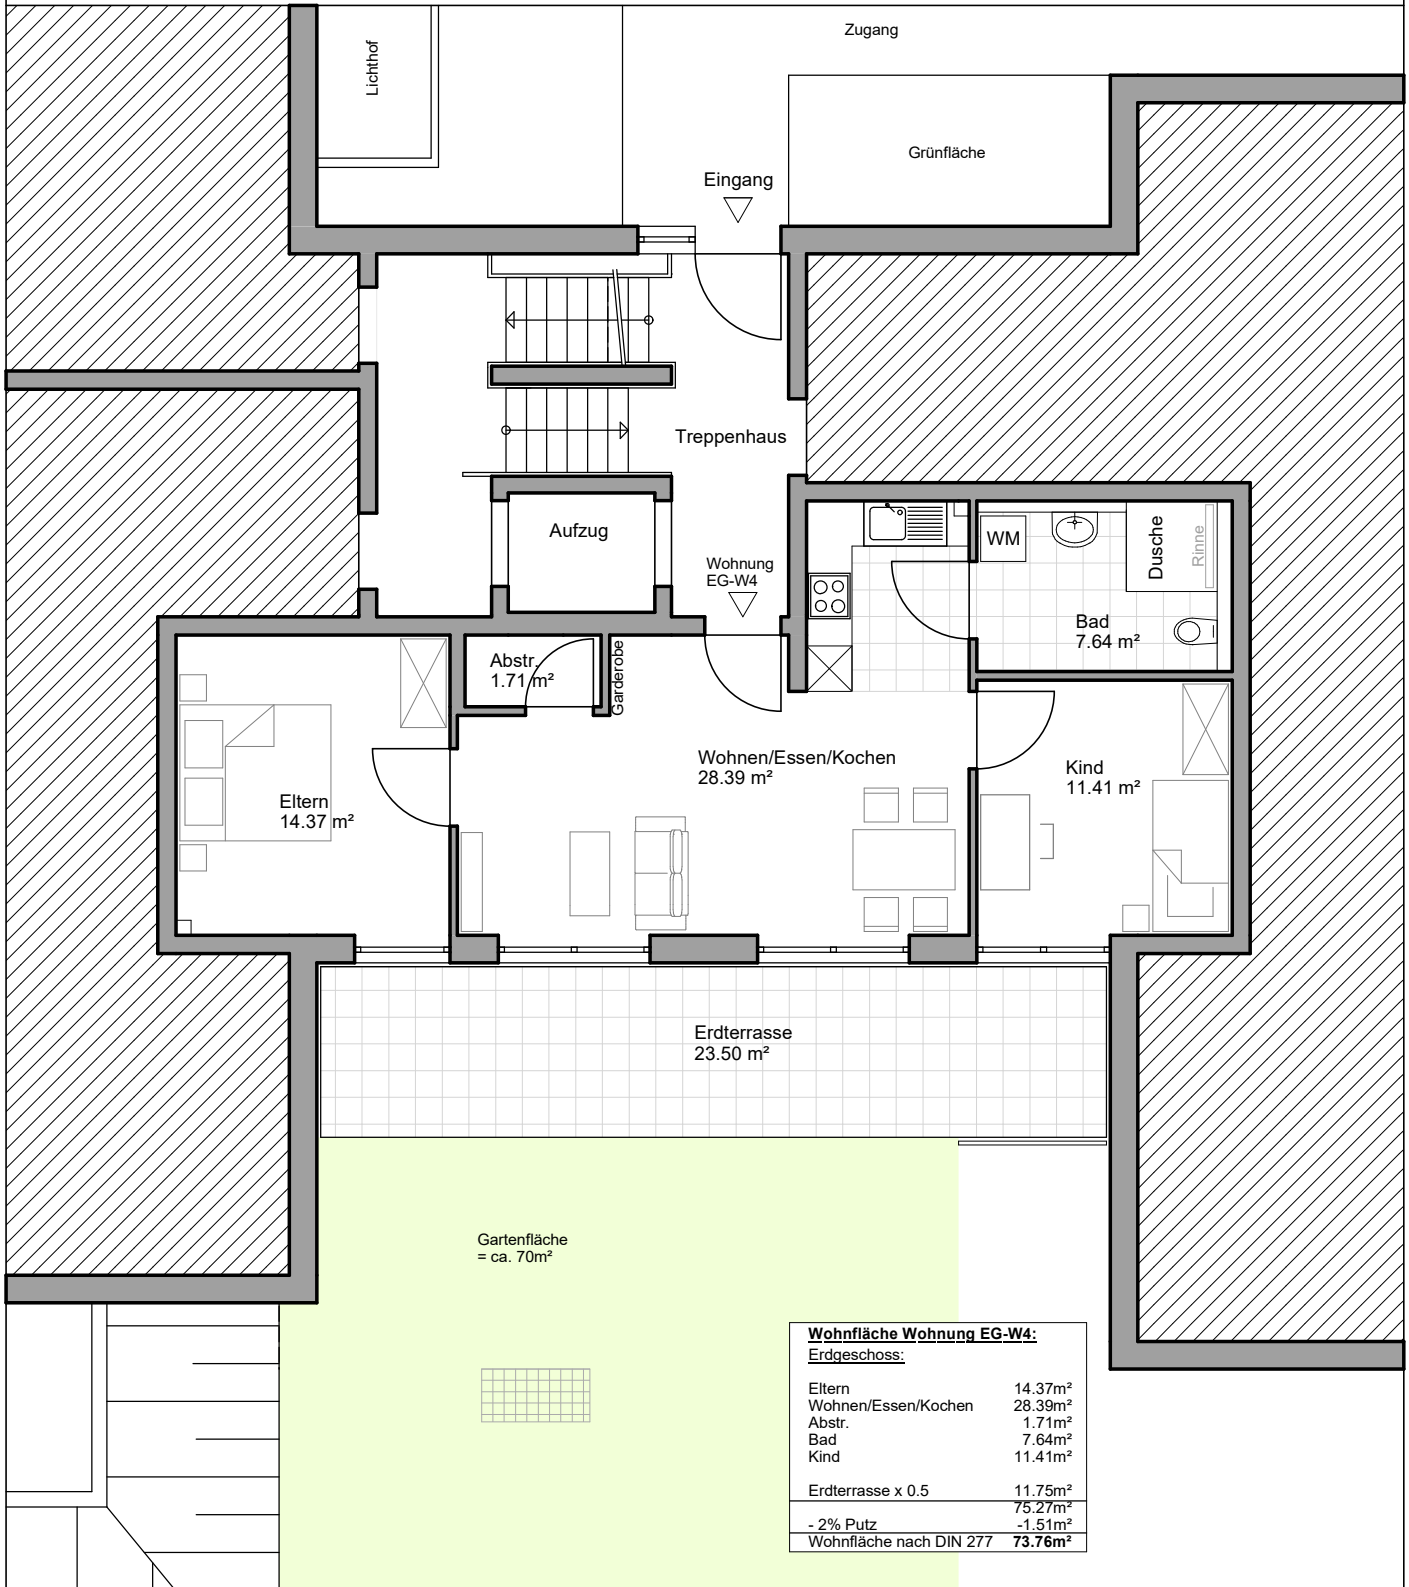 Zugang
Lichthof
Grünfläche
Eingang
Treppenhaus
Aufzug
Wohnung
EG-W4
WM
Dusche
Rinne
Bad
7.64 m²
Abstr.
1.71 m²
Garderobe
Wohnen/Essen/Kochen
28.39 m²
Kind
11.41 m²
Eltern
14.37 m²
Erdterrasse
23.50 m²
Gartenfläche
= ca. 70m²
Wohnfläche Wohnung EG-W4:
Erdgeschoss:
Eltern 14.37m²
Wohnen/Essen/Kochen 28.39m²
Abstr. 1.71m²
Bad 7.64m²
Kind 11.41m²
Erdterrasse x 0.5 11.75m²
75.27m²
- 2% Putz -1.51m²
Wohnfläche nach DIN 277 73.76m²